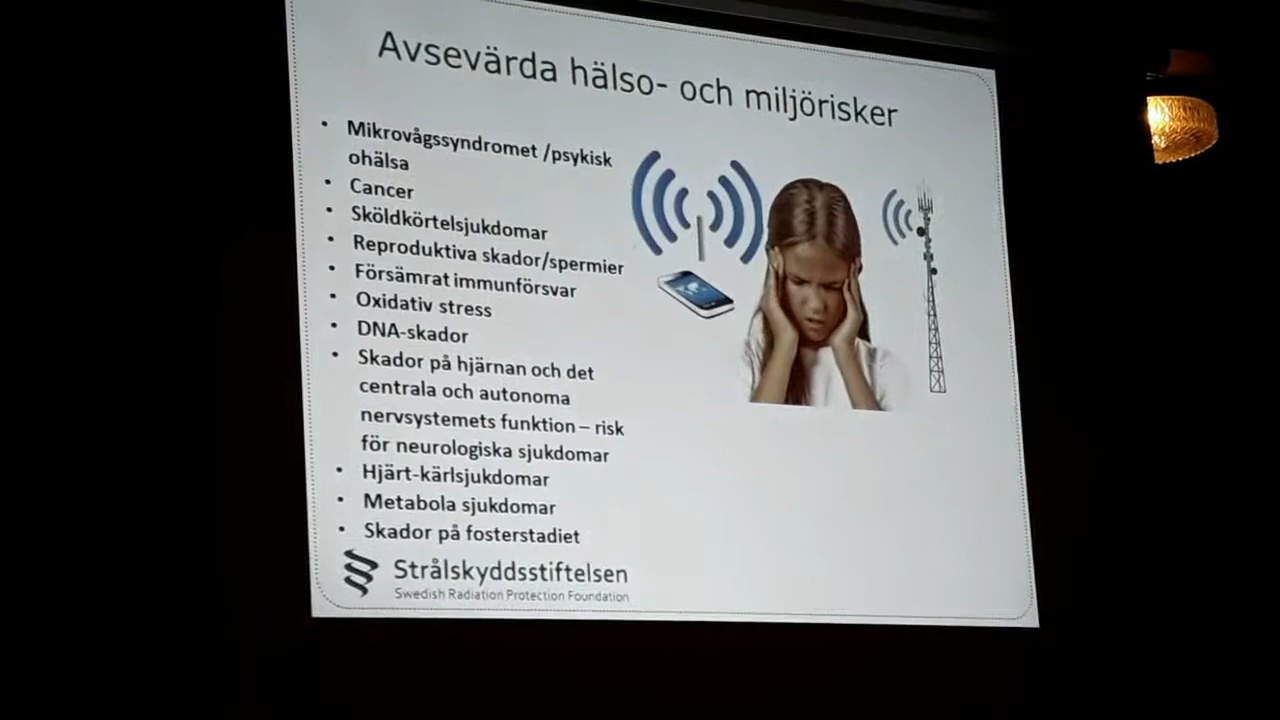 Avsevärda hälso- och miljörisker
• Mikrovågssyndromet /psykisk
ohälsa
• Cancer
• Sköldkörtelsjukdomar
• Reproduktiva skador/spermier
• Försämrat immunförsvar
• Oxidativ stress
• DNA-skador
• Skador på hjärnan och det
centrala och autonoma
nervsystemets funktion – risk
för neurologiska sjukdomar
• Hjärt-kärlsjukdomar
• Metabola sjukdomar
• Skador på fosterstadiet
Strålskyddsstiftelsen
Swedish Radiation Protection Foundation